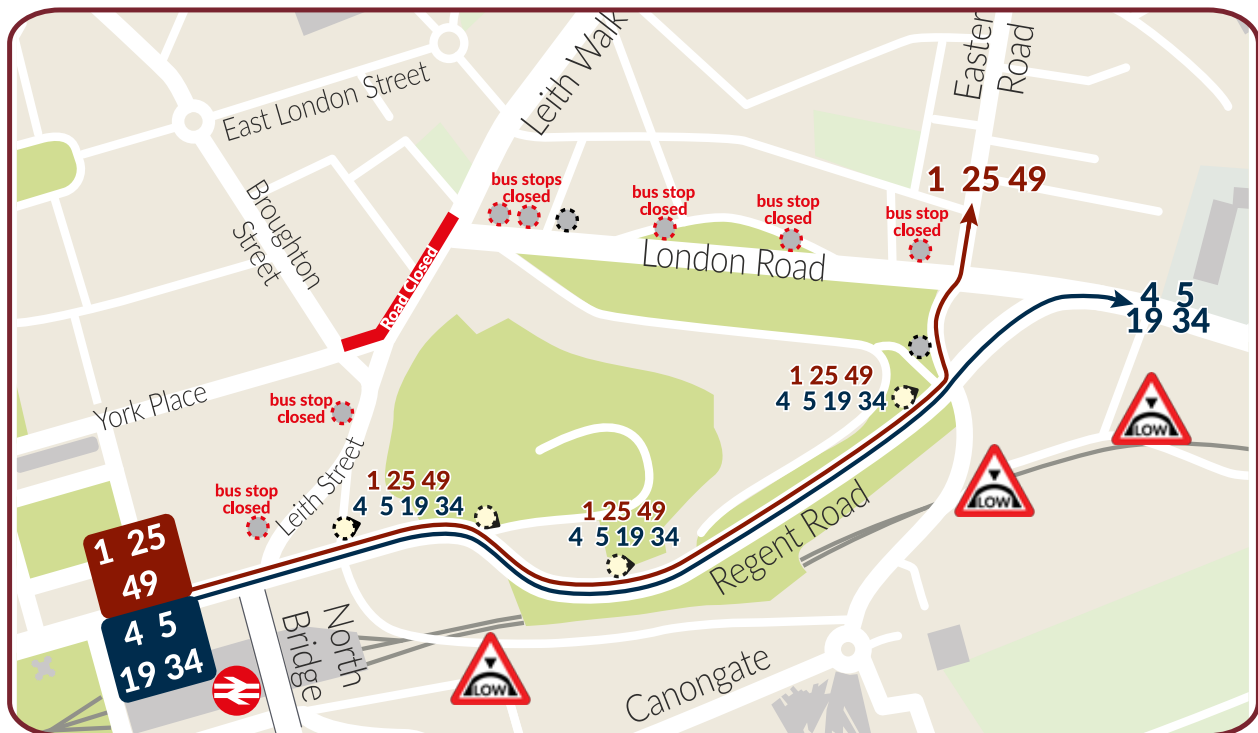 East London Street
Leith Walk
Easter
Road
Broughton
Street
bus stops
closed
bus stop
closed
bus stop
closed
bus stop
closed
1 25 49
London Road
Road Closed
4 5
19 34
York Place
bus stop
closed
1 25 49
4 5 19 34
LOW
Leith Street
bus stop
closed
1 25 49
4 5 19 34
1 25 49
4 5 19 34
LOW
Regent Road
1 25
49
4 5
19 34
North
Bridge
LOW
Canongate